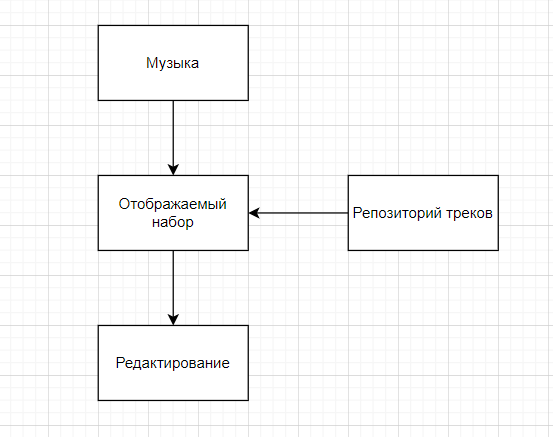 Музыка
Отображаемый
набор
Репозиторий треков
Редактирование